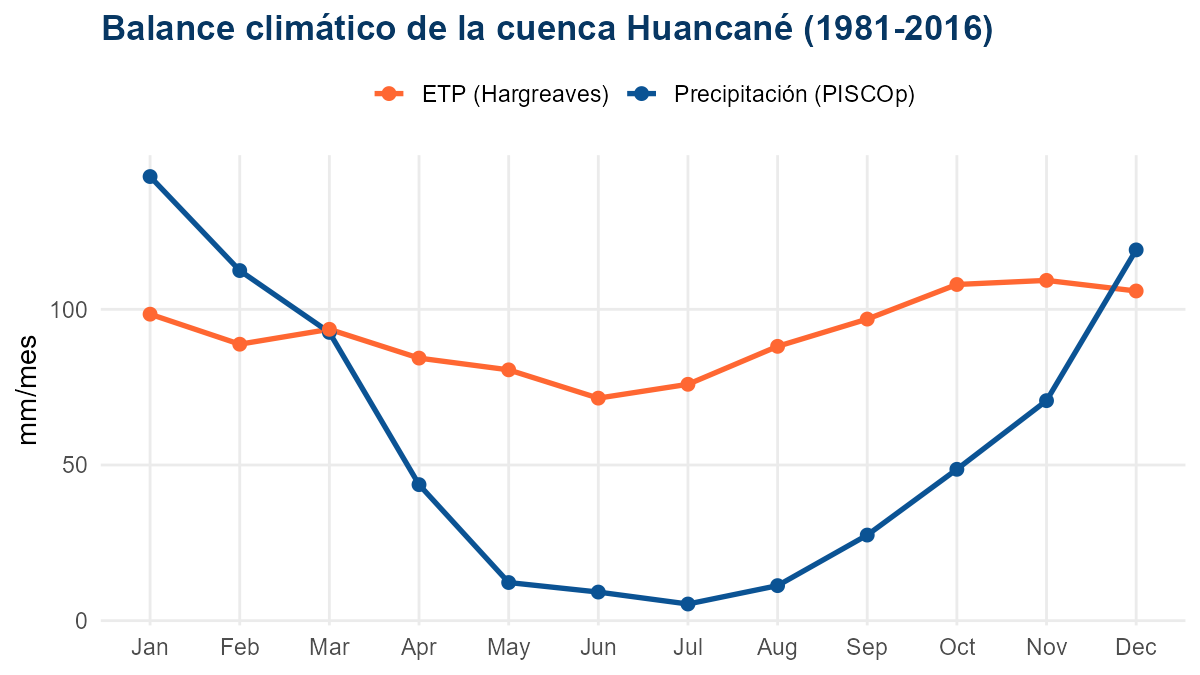 Balance climático de la cuenca Huancané (1981-2016)
ETP (Hargreaves) Precipitación (PISCOp)
mm/mes
100
50
0
Jan Feb Mar Apr May Jun Jul Aug Sep Oct Nov Dec